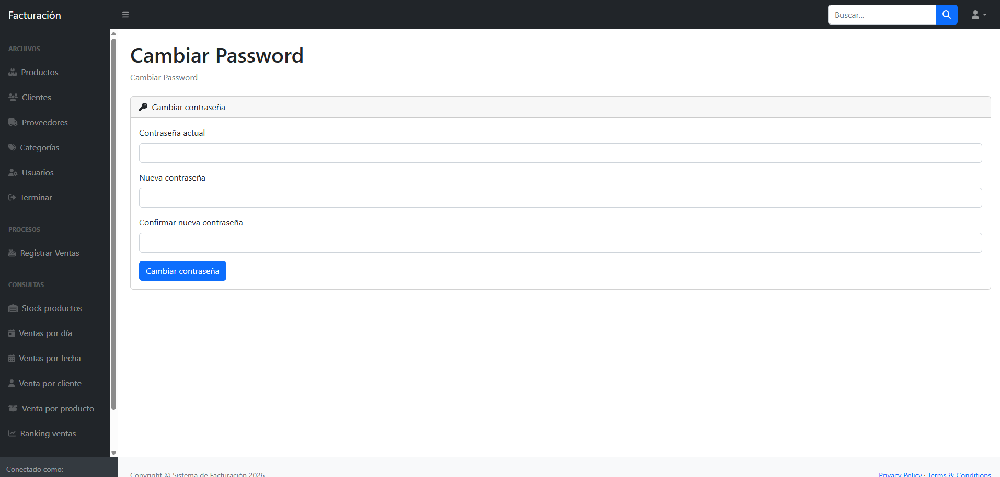 Facturación
Buscar...
ARCHIVOS
Productos
Clientes
Proveedores
Categorías
Usuarios
Terminar
PROCESOS
Registrar Ventas
CONSULTAS
Stock productos
Ventas por día
Ventas por fecha
Venta por cliente
Venta por producto
Ranking ventas
Conectado como:
Cambiar Password
Cambiar Password
Cambiar contraseña
Contraseña actual
Nueva contraseña
Confirmar nueva contraseña
Cambiar contraseña
Copyright © Sistema de Facturación 2026
Privacy Policy · Terms & Conditions